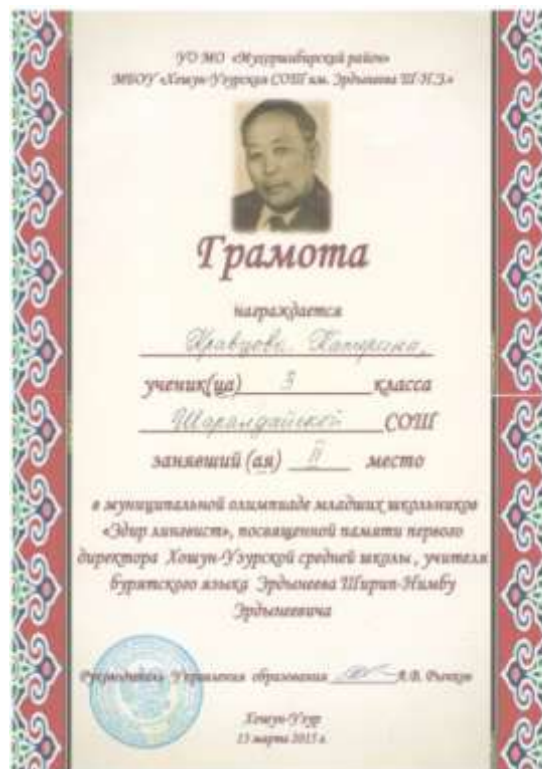 УО МО «Мухоршибирский район»
МБОУ «Хошун-Узурская СОШ им. Эрдынеева Ш-Н.Э.»
Грамота
награждается
Кравцова Катерина,
ученик(ца) 3 класса
Шаралдайской СОШ
занявший (ая) II место
в муниципальной олимпиаде младших школьников
«Эдир лингвист», посвященной памяти первого
директора Хошун-Узурской средней школы, учителя
бурятского языка Эрдынеева Ширип-Нимбу
Эрдынеевича
Руководитель Управления образования А.В.
Хошун-Узур
13 марта 2015 г.